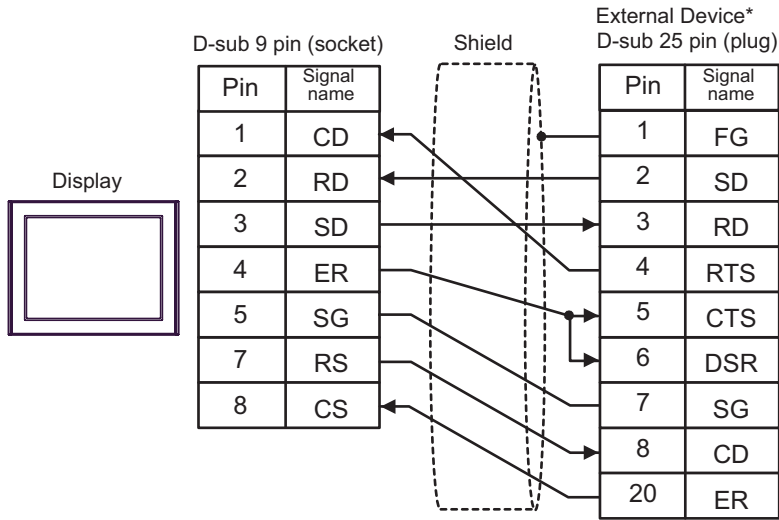 External Device*
D-sub 9 pin (socket) Shield D-sub 25 pin (plug)
Display
Pin Signal name
1 CD
2 RD
3 SD
4 ER
5 SG
7 RS
8 CS
Pin Signal name
1 FG
2 SD
3 RD
4 RTS
5 CTS
6 DSR
7 SG
8 CD
20 ER